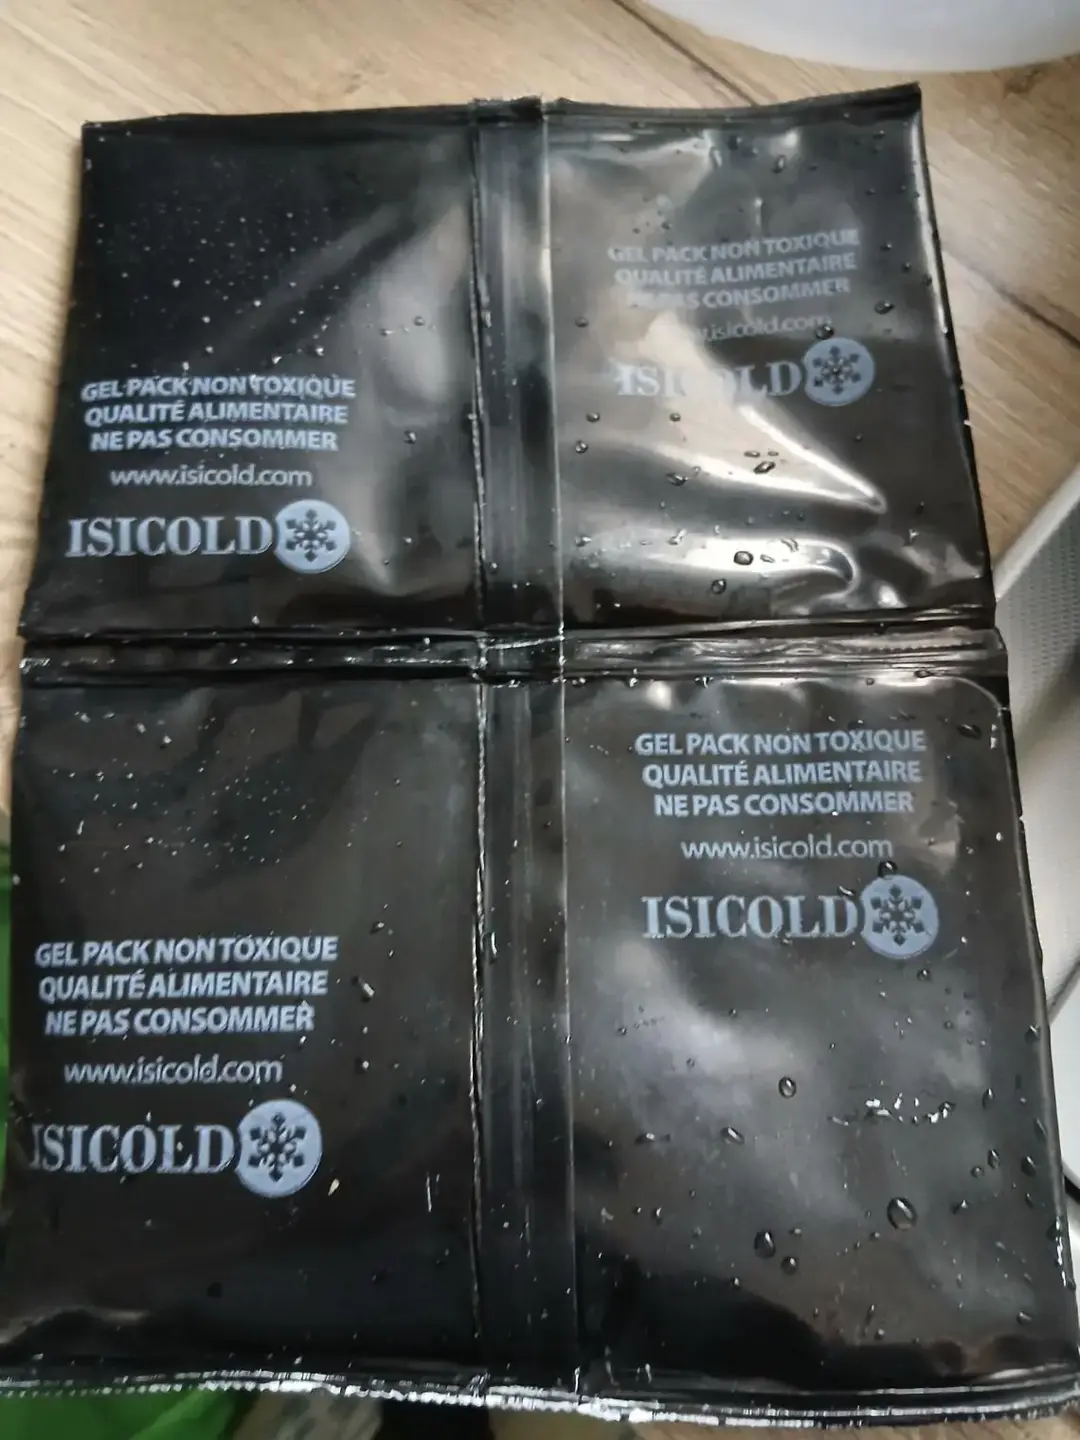 GEL PACK NON TOXIQUE
QUALITÉ ALIMENTAIRE
NE PAS CONSOMMER
www.isicold.com
ISICOLD
GEL PACK NON TOXIQUE
QUALITÉ ALIMENTAIRE
NE PAS CONSOMMER
www.isicold.com
ISICOLD
GEL PACK NON TOXIQUE
QUALITÉ ALIMENTAIRE
NE PAS CONSOMMER
www.isicold.com
ISICOLD
GEL PACK NON TOXIQUE
QUALITÉ ALIMENTAIRE
NE PAS CONSOMMER
www.isicold.com
ISICOLD